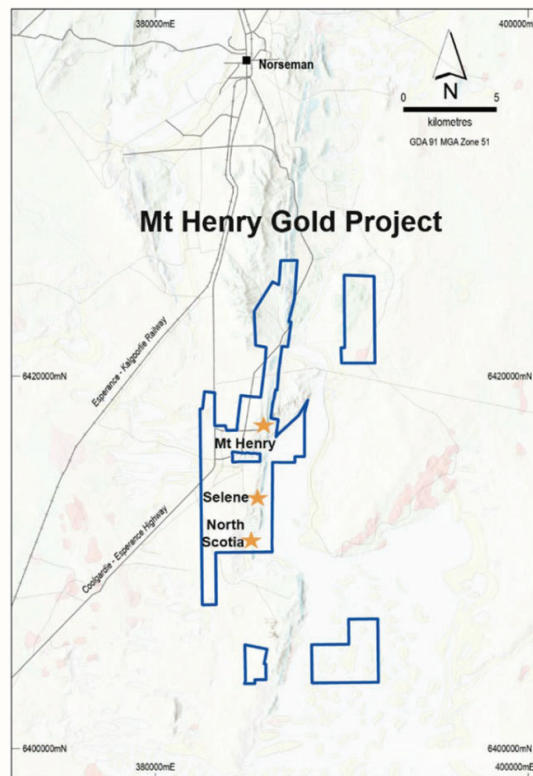 380000mE
400000mE
Norseman
N
0 5
kilometres
GDA 91 MGA Zone 51
Mt Henry Gold Project
Esperance - Kalgoorlie Railway
6420000mN
6420000mN
Mt Henry
Selene
North
Scotia
Coolgardie - Esperance Highway
6400000mN
6400000mN
380000mE
400000mE